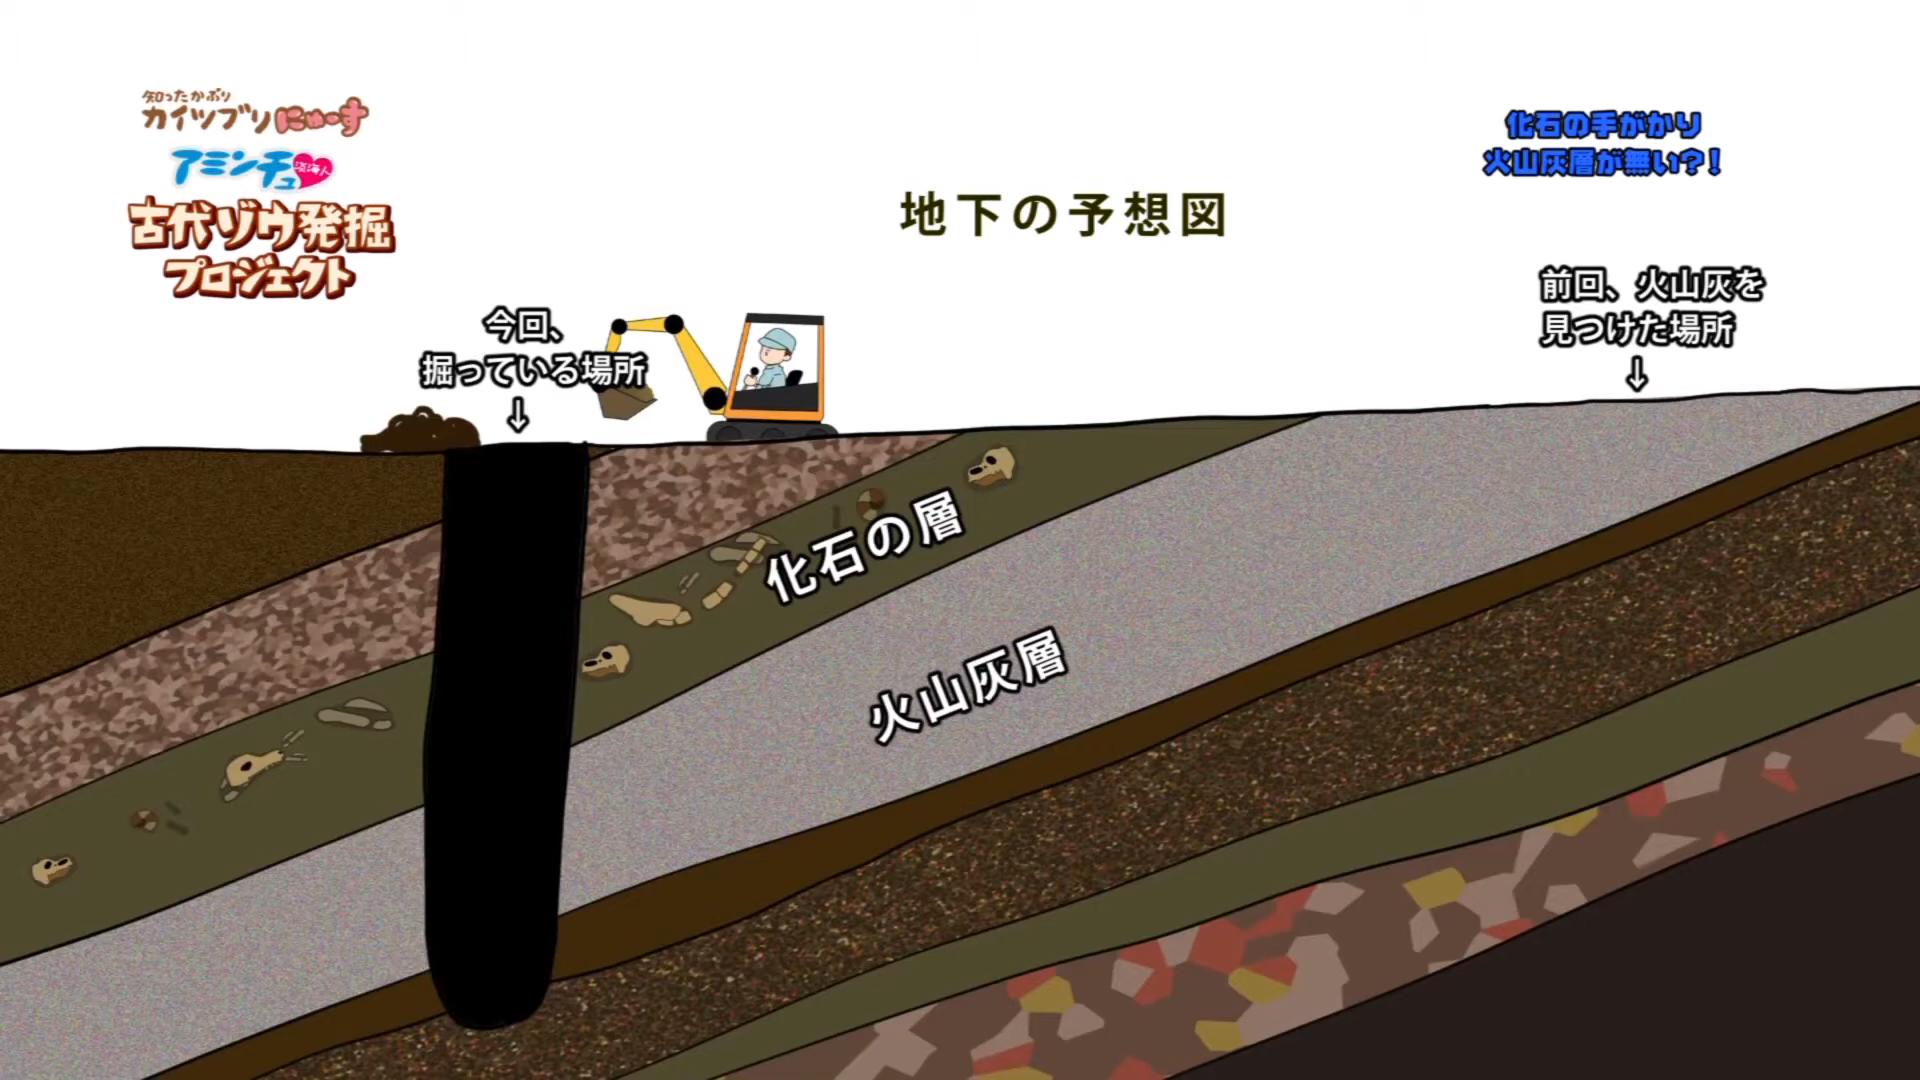 知ったかぶり
カイツブリにゅーす
アミンチュ淡海人
古代ゾウ発掘
プロジェクト
化石の手がかり
火山灰層が無い?!
地下の予想図
今回、
掘っている場所
↓
前回、火山灰を
見つけた場所
↓
化石の層
火山灰層